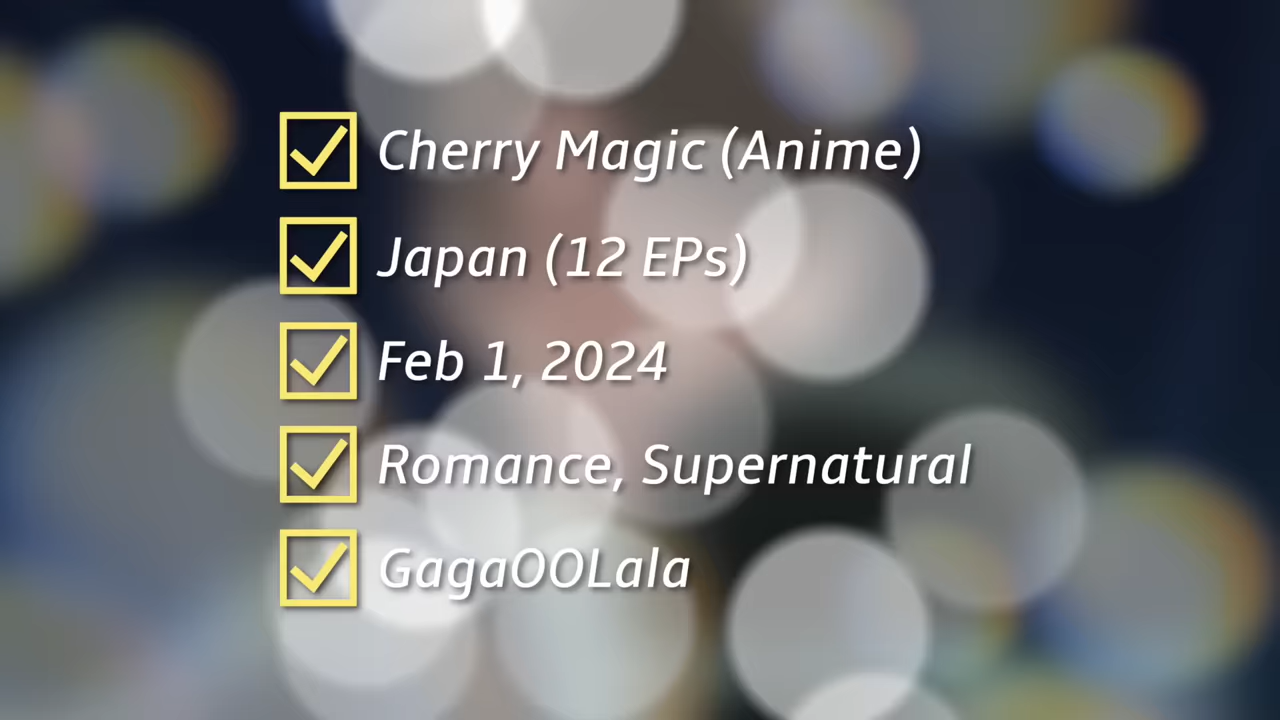 Cherry Magic (Anime)
Japan (12 EPs)
Feb 1, 2024
Romance, Supernatural
GagaOOLala